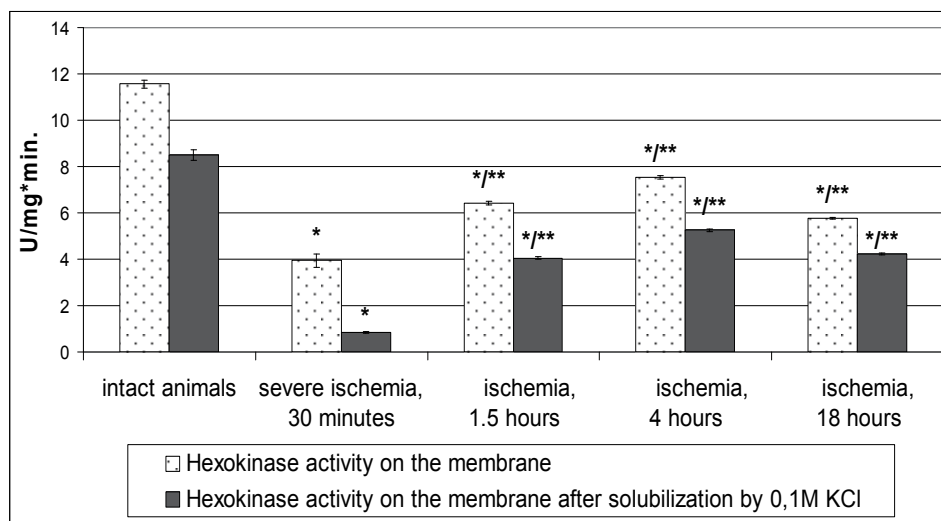 U/mg*min.
14
12
10
8
6
4
2
0
*
*
*/**
*/**
*/**
*/**
*/**
*/**
intact animals
severe ischemia,
30 minutes
ischemia,
1.5 hours
ischemia,
4 hours
ischemia,
18 hours
Hexokinase activity on the membrane
Hexokinase activity on the membrane after solubilization by 0,1M KCl